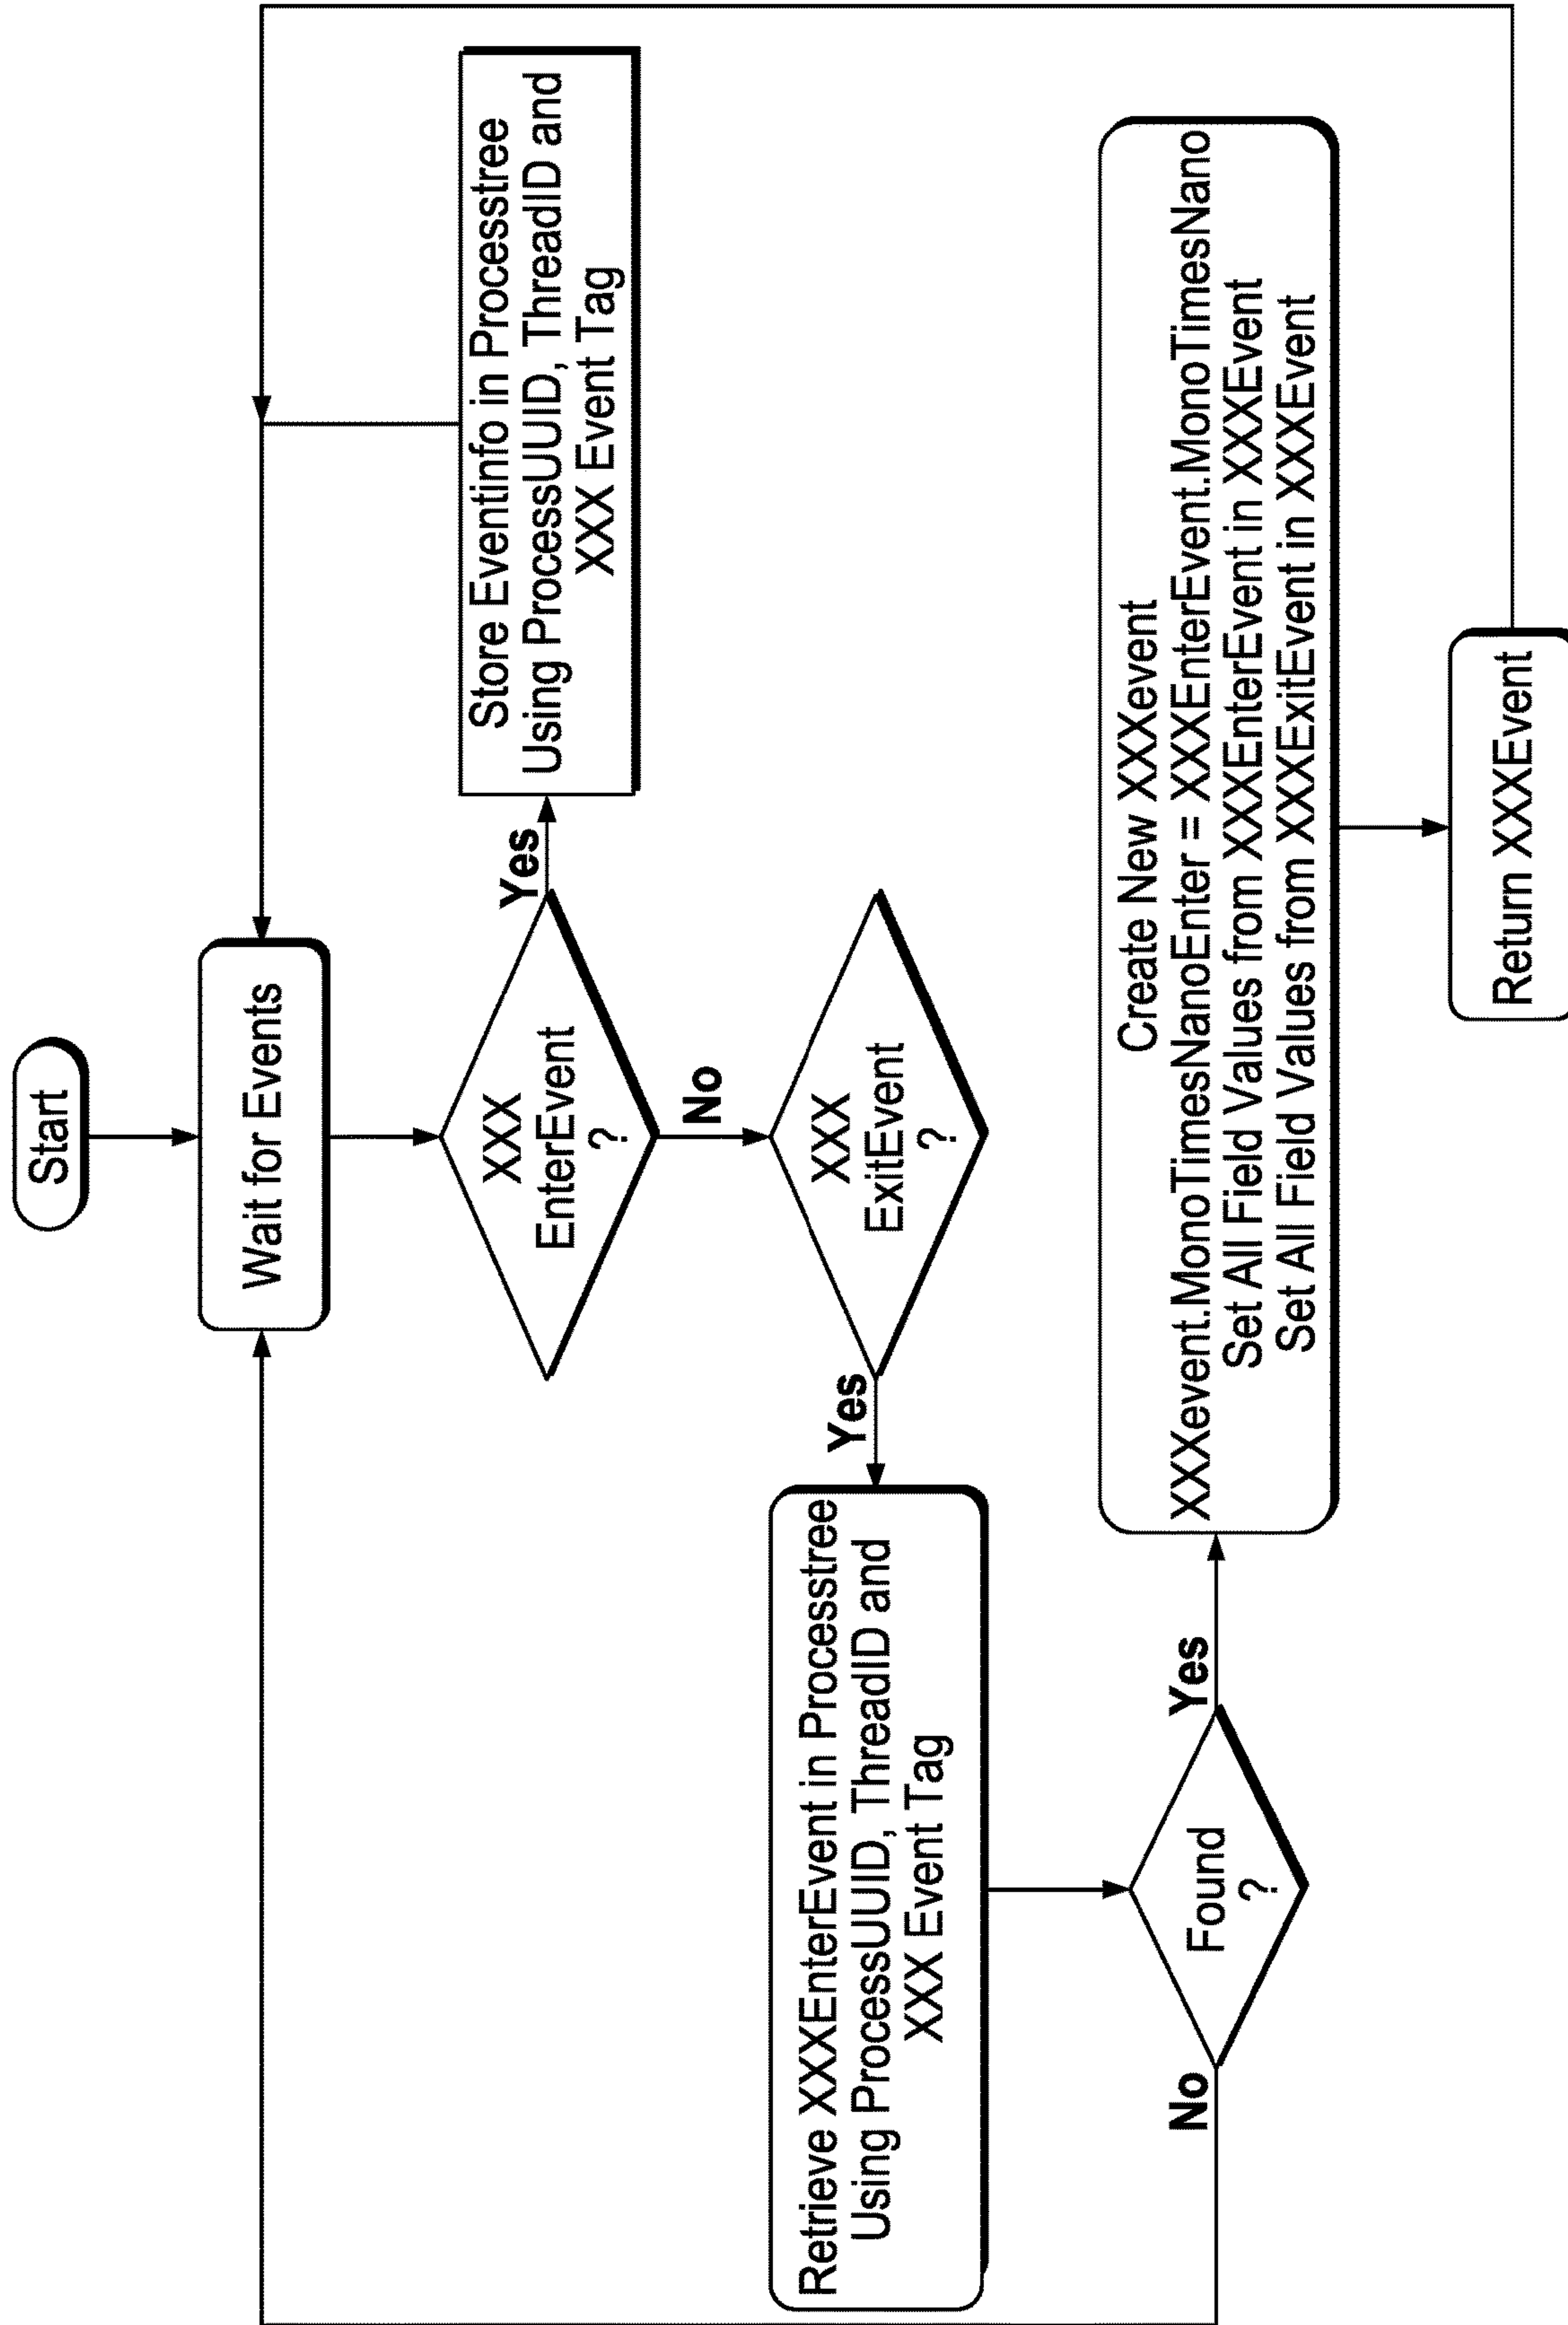 Start
Wait for Events
XXX
EnterEvent
?
Yes
Store Eventinfo in Processtree
Using ProcessUUID, ThreadID and
XXX Event Tag
No
XXX
ExitEvent
?
Yes
Retrieve XXXEnterEvent in Processtree
Using ProcessUUID, ThreadID and
XXX Event Tag
Found
?
No
Yes
Create New XXXevent
XXXevent.MonoTimesNanoEnter = XXXEnterEvent.MonoTimesNano
Set All Field Values from XXXEnterEvent in XXXEvent
Set All Field Values from XXXExitEvent in XXXEvent
Return XXXEvent